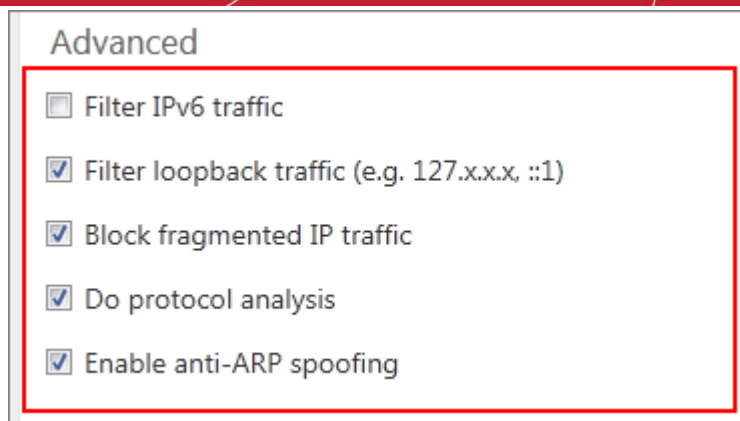 Advanced
Filter IPv6 traffic
Filter loopback traffic (e.g. 127.x.x.x, ::1)
Block fragmented IP traffic
Do protocol analysis
Enable anti-ARP spoofing